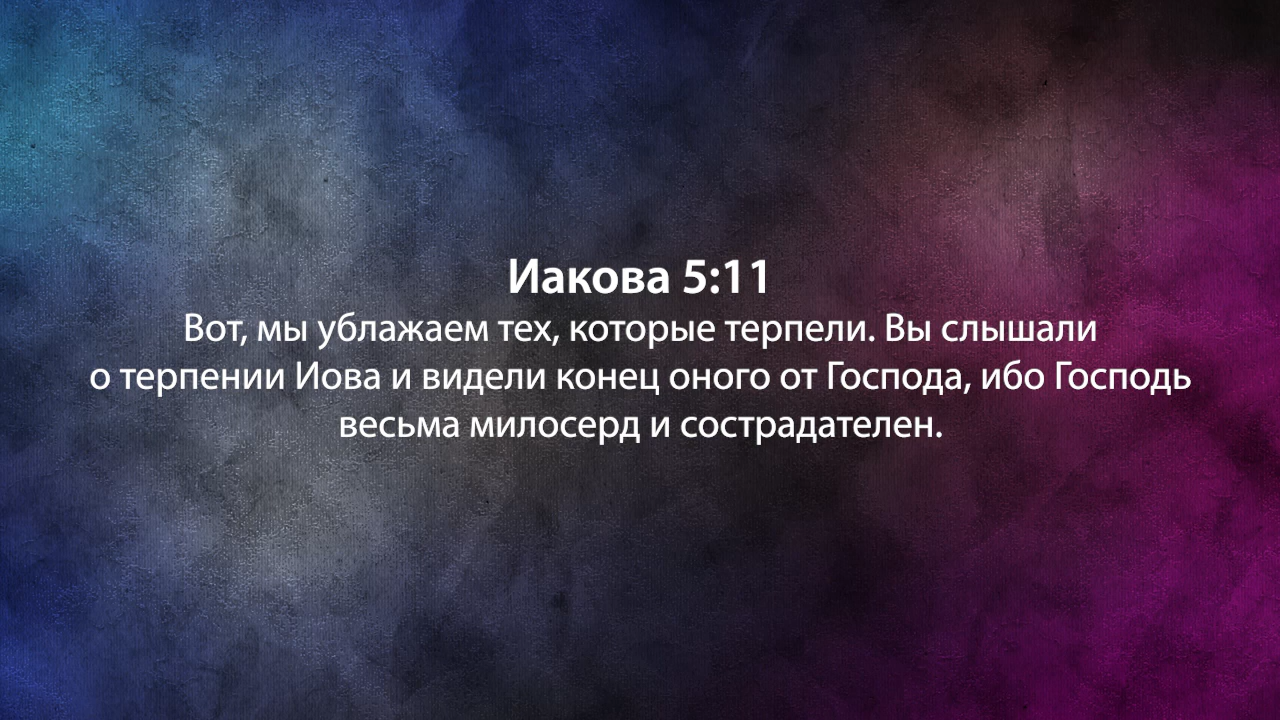 Иакова 5:11
Вот, мы ублажаем тех, которые терпели. Вы слышали
о терпении Иова и видели конец оного от Господа, ибо Господь
весьма милосерд и сострадателен.